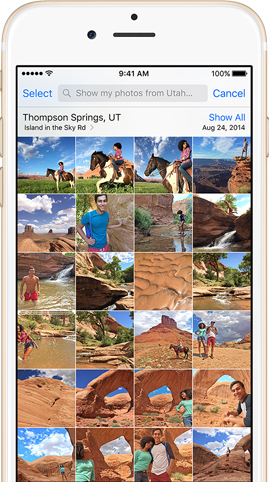 9:41 AM
100%
Select
Show my photos from Utah...
Cancel
Thompson Springs, UT
Show All
Island in the Sky Rd >
Aug 24, 2014